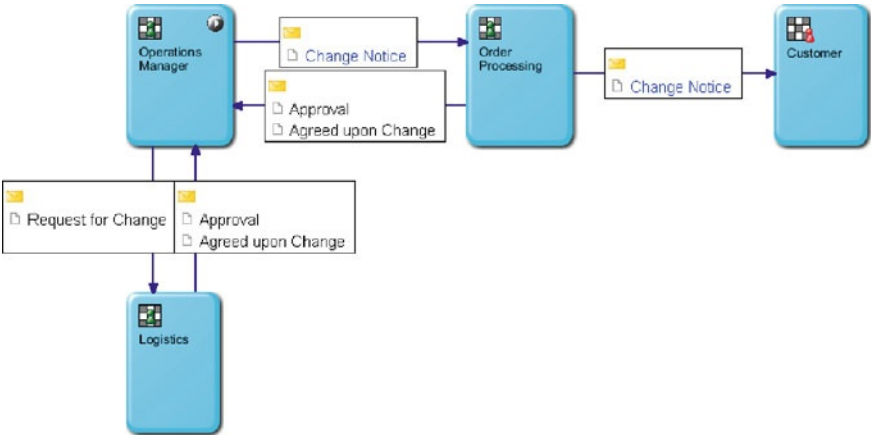 Operations
Manager
Change Notice
Order
Processing
Customer
Change Notice
Approval
Agreed upon Change
Request for Change
Approval
Agreed upon Change
Logistics